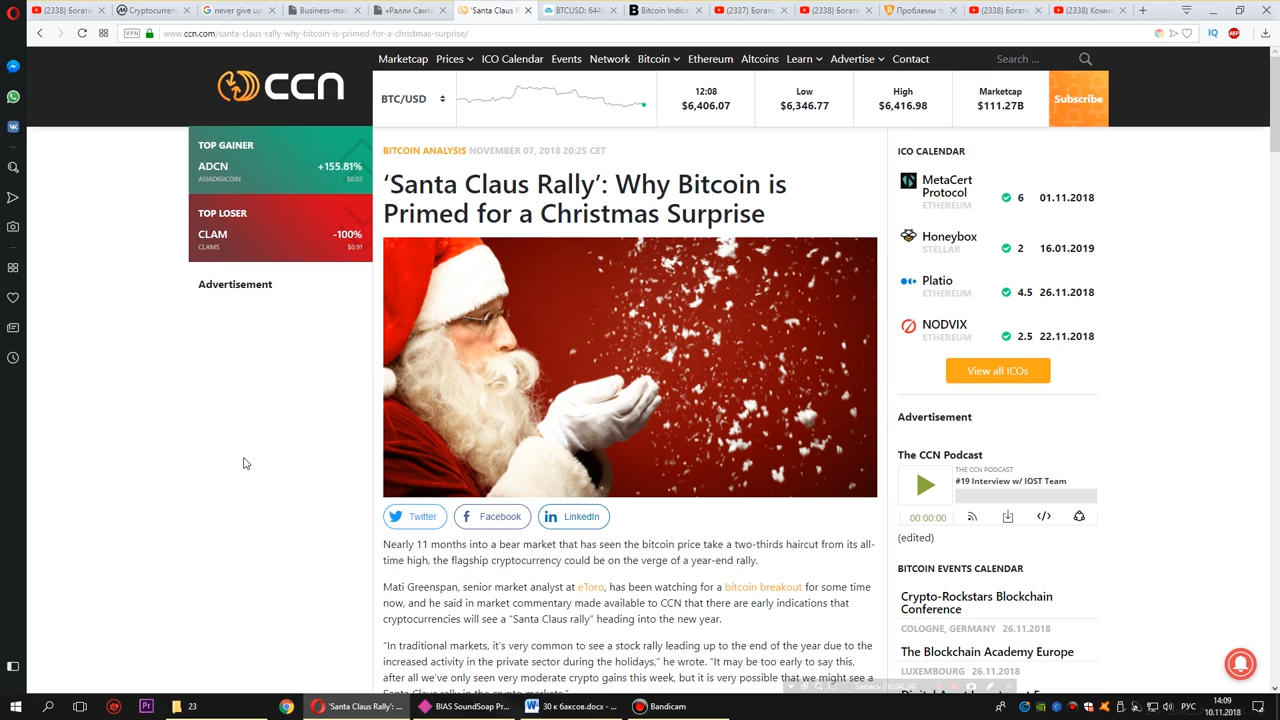 (2338) Богате
Cryptocurren
never give up
Business-ma
«Ралли Санта
'Santa Claus R
BTCUSD: 6449
Bitcoin Indica
(2337) Богате
(2338) Богате
Проблемы те
(2338) Богате
(2338) Комме
VPN
www.ccn.com/santa-claus-rally-why-bitcoin-is-primed-for-a-christmas-surprise/
IQ
ABP
ccn
Marketcap Prices ICO Calendar Events Network Bitcoin Ethereum Altcoins Learn Advertise Contact
Search ...
BTC/USD
12:08
$6,406.07
Low
$6,346.77
High
$6,416.98
Marketcap
$111.27B
Subscribe
TOP GAINER
ADCN +155.81%
ASIADIGICOIN $0.02
TOP LOSER
CLAM -100%
CLAMS $0.91
Advertisement
BITCOIN ANALYSIS NOVEMBER 07, 2018 20:25 CET
‘Santa Claus Rally’: Why Bitcoin is
Primed for a Christmas Surprise
Twitter
Facebook
LinkedIn
Nearly 11 months into a bear market that has seen the bitcoin price take a two-thirds haircut from its all-
time high, the flagship cryptocurrency could be on the verge of a year-end rally.
Mati Greenspan, senior market analyst at eToro, has been watching for a bitcoin breakout for some time
now, and he said in market commentary made available to CCN that there are early indications that
cryptocurrencies will see a “Santa Claus rally” heading into the new year.
“In traditional markets, it’s very common to see a stock rally leading up to the end of the year due to the
increased activity in the private sector during the holidays,” he wrote. “It may be too early to say this,
after all we’ve only seen very moderate crypto gains this week, but it is very possible that we might see a
Santa Claus rally in the crypto markets.”
ICO CALENDAR
MetaCert
Protocol
ETHEREUM
6 01.11.2018
Honeybox
STELLAR
2 16.01.2019
Platio
ETHEREUM
4.5 26.11.2018
NODVIX
ETHEREUM
2.5 22.11.2018
View all ICOs
Advertisement
The CCN Podcast
THE CCN PODCAST
#19 Interview w/ IOST Team
00:00:00
(edited)
BITCOIN EVENTS CALENDAR
Crypto-Rockstars Blockchain
Conference
COLOGNE, GERMANY 26.11.2018
The Blockchain Academy Europe
LUXEMBOURG 26.11.2018
Запись [00:04:24]
Pr
23
'Santa Claus Rally': ...
BIAS SoundSoap Pr...
30 к баксов.docx - ...
Bandicam
РУС
14:09
10.11.2018